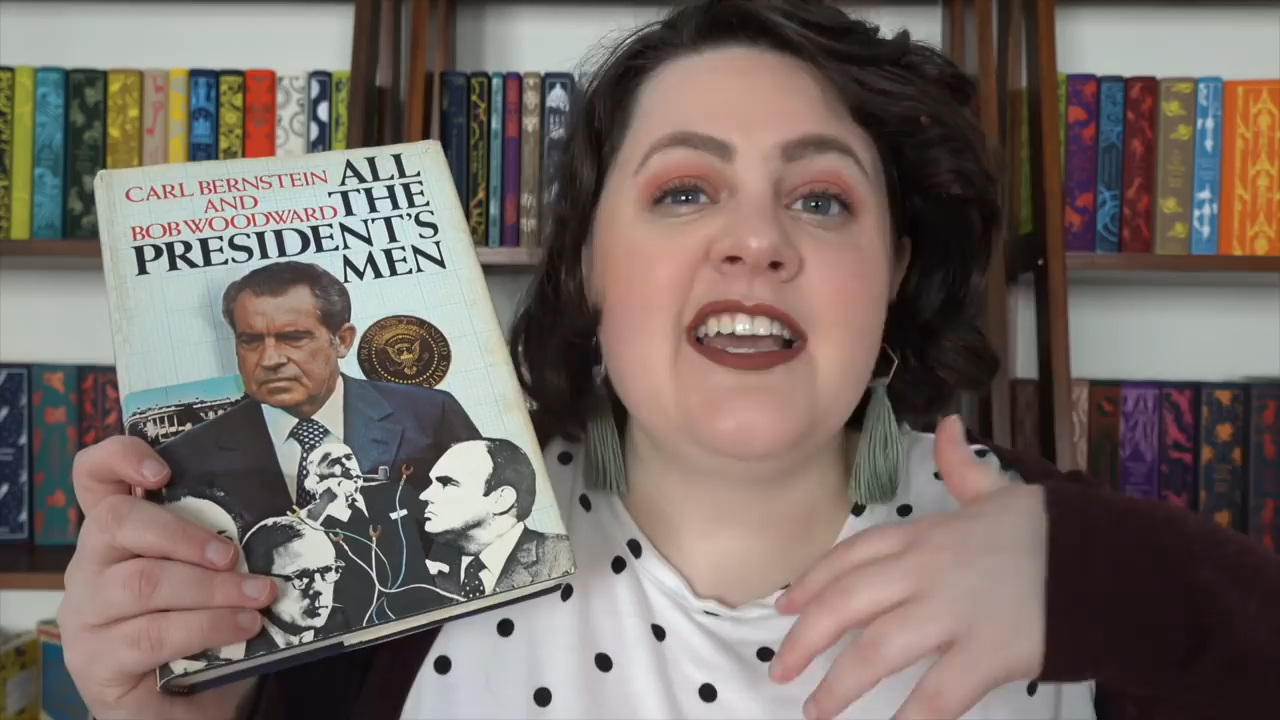 CARL BERNSTEIN
AND
BOB WOODWARD
ALL
THE
PRESIDENT'S
MEN